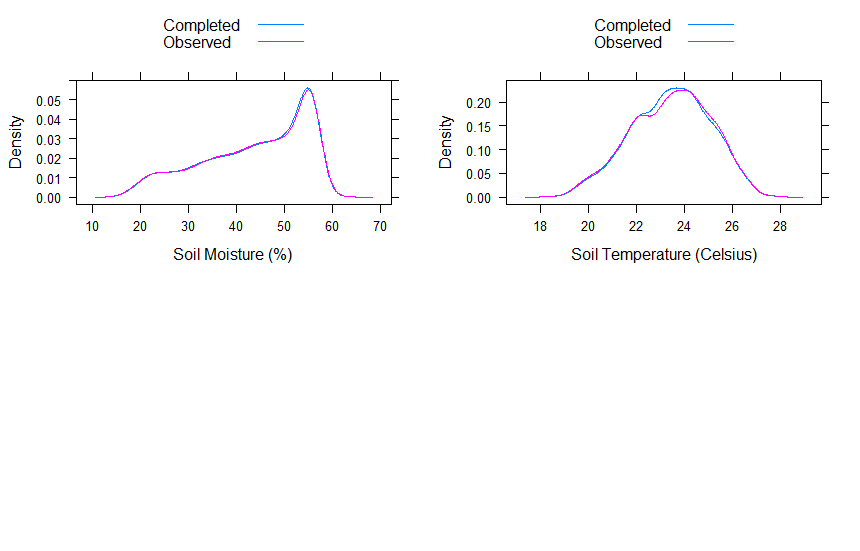 Completed
Observed
Density
0.05
0.04
0.03
0.02
0.01
0.00
10 20 30 40 50 60 70
Soil Moisture (%)
Completed
Observed
Density
0.20
0.15
0.10
0.05
0.00
18 20 22 24 26 28
Soil Temperature (Celsius)